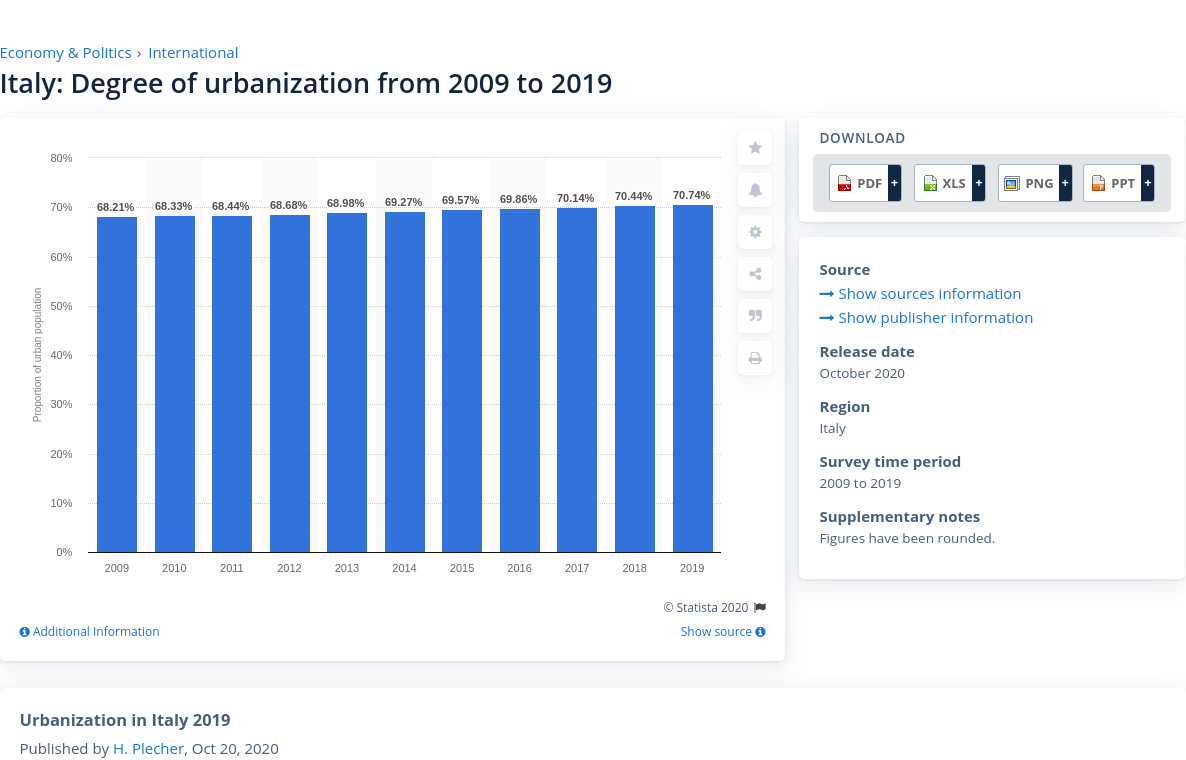 Economy & Politics › International
Italy: Degree of urbanization from 2009 to 2019
80%
70%
60%
50%
40%
30%
20%
10%
0%
Proportion of urban population
68.21%
68.33%
68.44%
68.68%
68.98%
69.27%
69.57%
69.86%
70.14%
70.44%
70.74%
2009
2010
2011
2012
2013
2014
2015
2016
2017
2018
2019
© Statista 2020
Additional Information
Show source
DOWNLOAD
PDF +
XLS +
PNG +
PPT +
Source
Show sources information
Show publisher information
Release date
October 2020
Region
Italy
Survey time period
2009 to 2019
Supplementary notes
Figures have been rounded.
Urbanization in Italy 2019
Published by H. Plecher, Oct 20, 2020